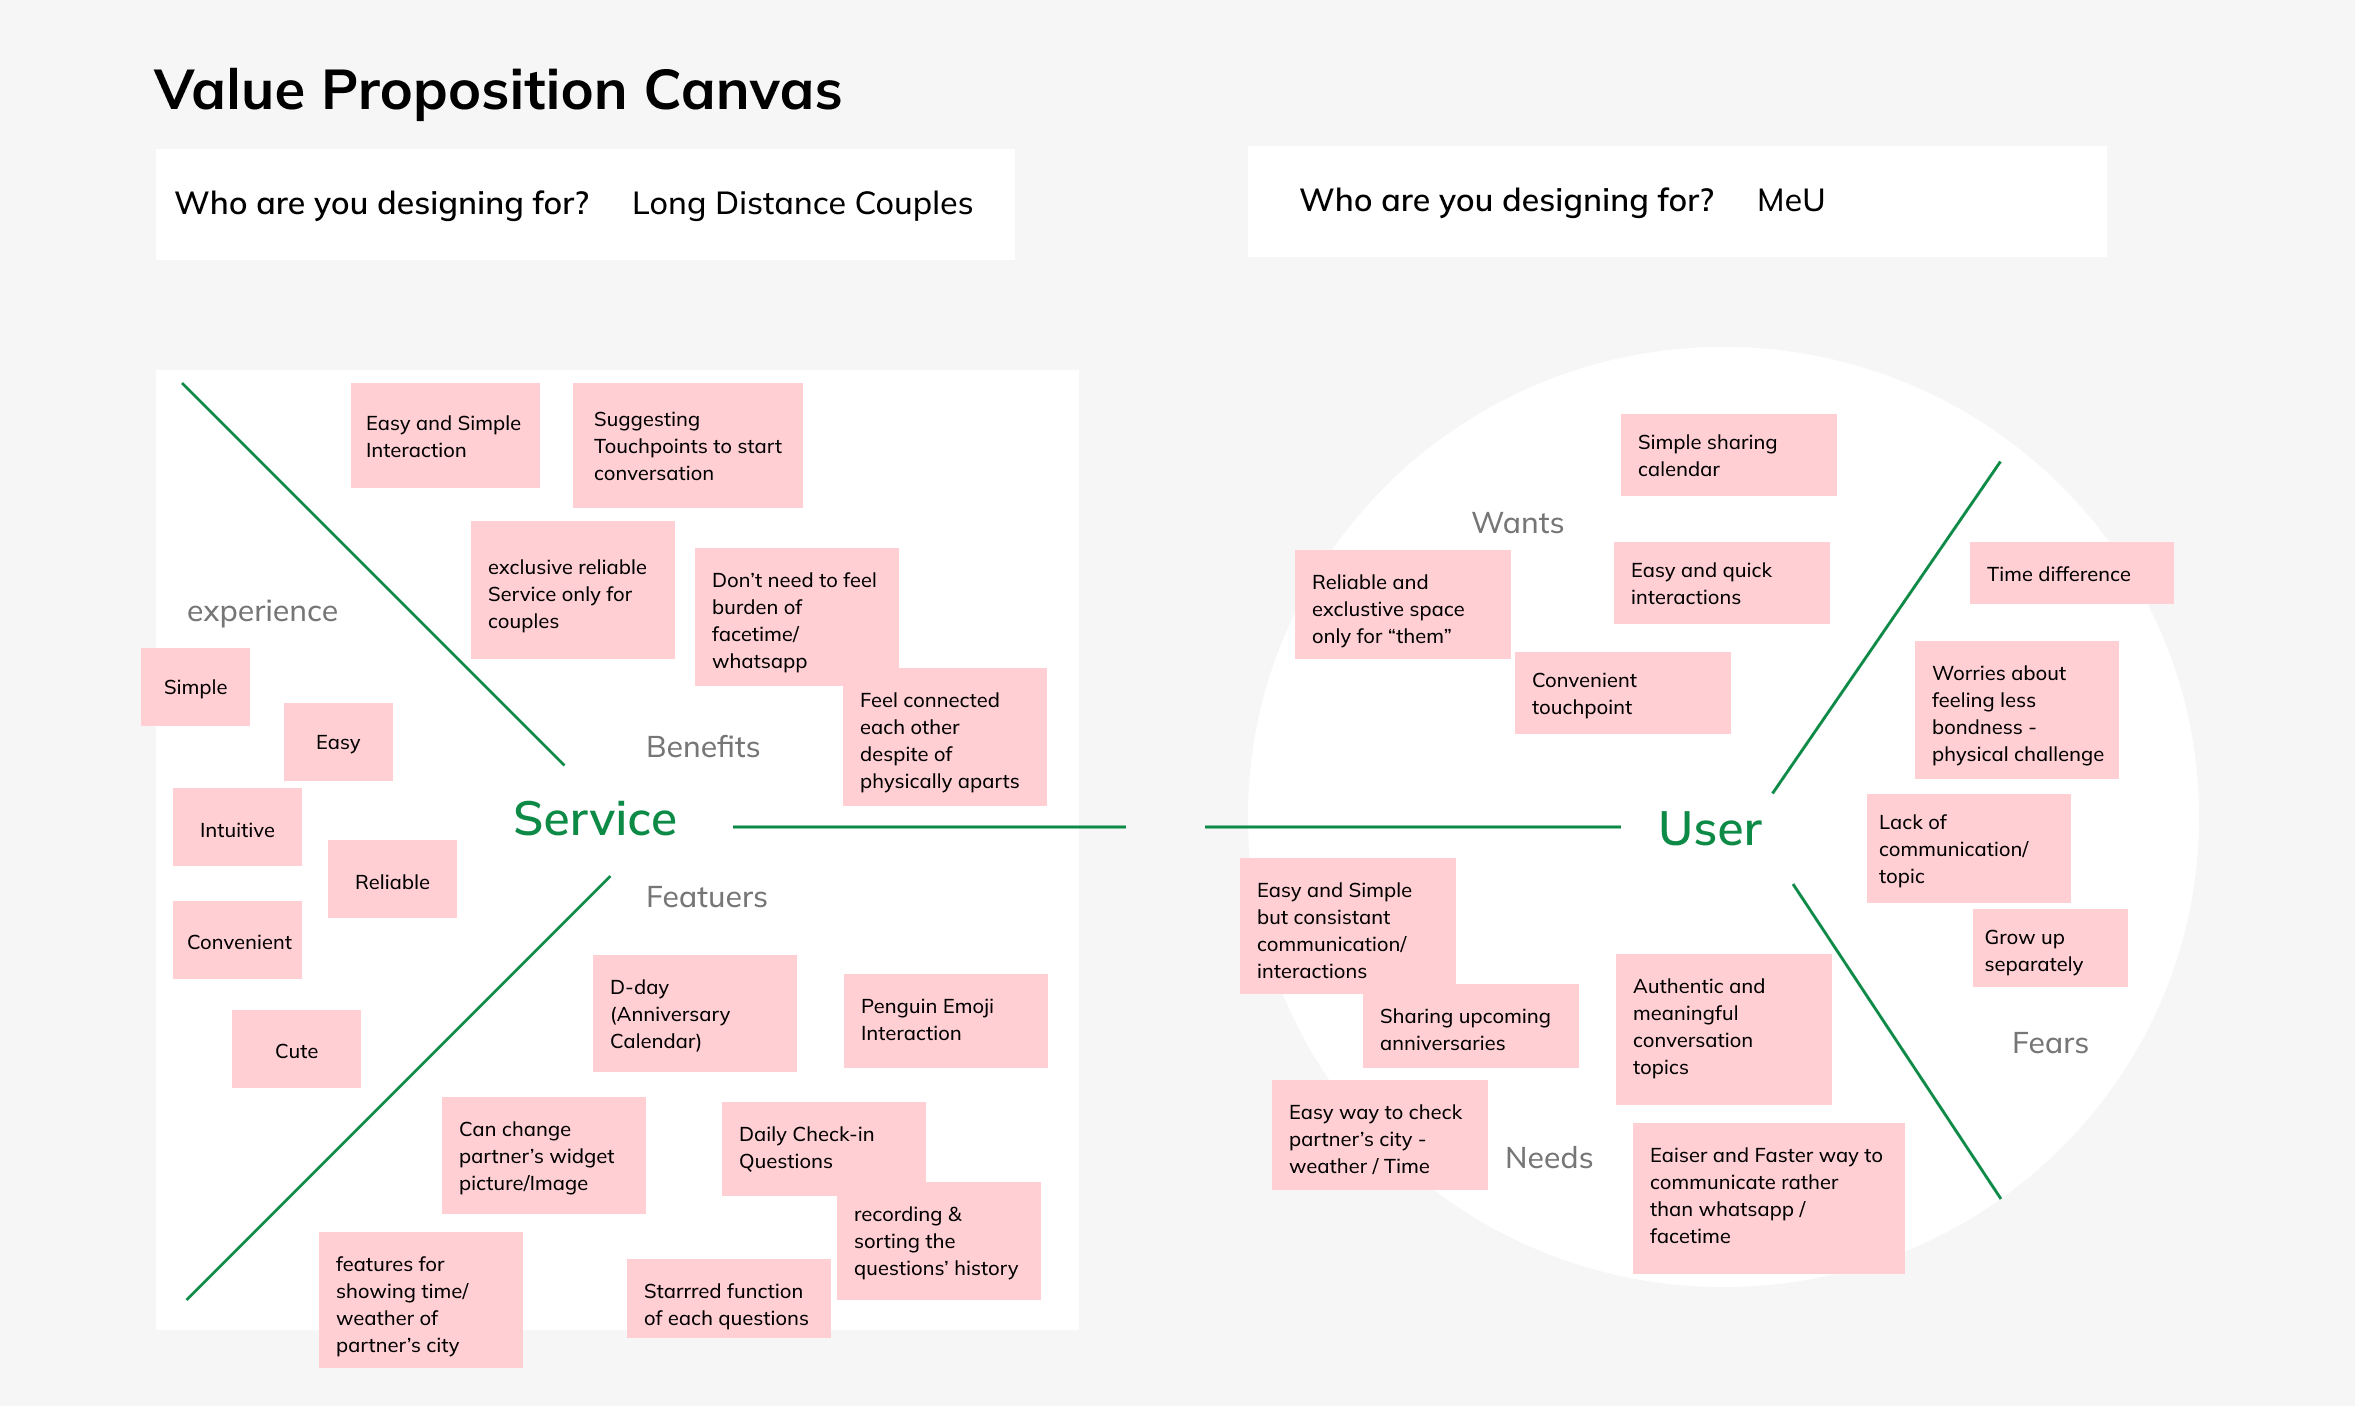 Value Proposition Canvas
Who are you designing for? Long Distance Couples
Who are you designing for? MeU
Easy and Simple
Interaction
Suggesting
Touchpoints to start
conversation
exclusive reliable
Service only for
couples
Don’t need to feel
burden of
facetime/
whatsapp
Feel connected
each other
despite of
physically aparts
Benefits
experience
Simple
Easy
Intuitive
Reliable
Convenient
Cute
Service
Featuers
D-day
(Anniversary
Calendar)
Penguin Emoji
Interaction
Can change
partner’s widget
picture/Image
Daily Check-in
Questions
recording &
sorting the
questions’ history
features for
showing time/
weather of
partner’s city
Starrred function
of each questions
Wants
Simple sharing
calendar
Reliable and
exclustive space
only for “them”
Easy and quick
interactions
Convenient
touchpoint
User
Time difference
Worries about
feeling less
bondness -
physical challenge
Lack of
communication/
topic
Grow up
separately
Fears
Easy and Simple
but consistant
communication/
interactions
Sharing upcoming
anniversaries
Authentic and
meaningful
conversation
topics
Easy way to check
partner’s city -
weather / Time
Needs
Eaiser and Faster way to
communicate rather
than whatsapp /
facetime